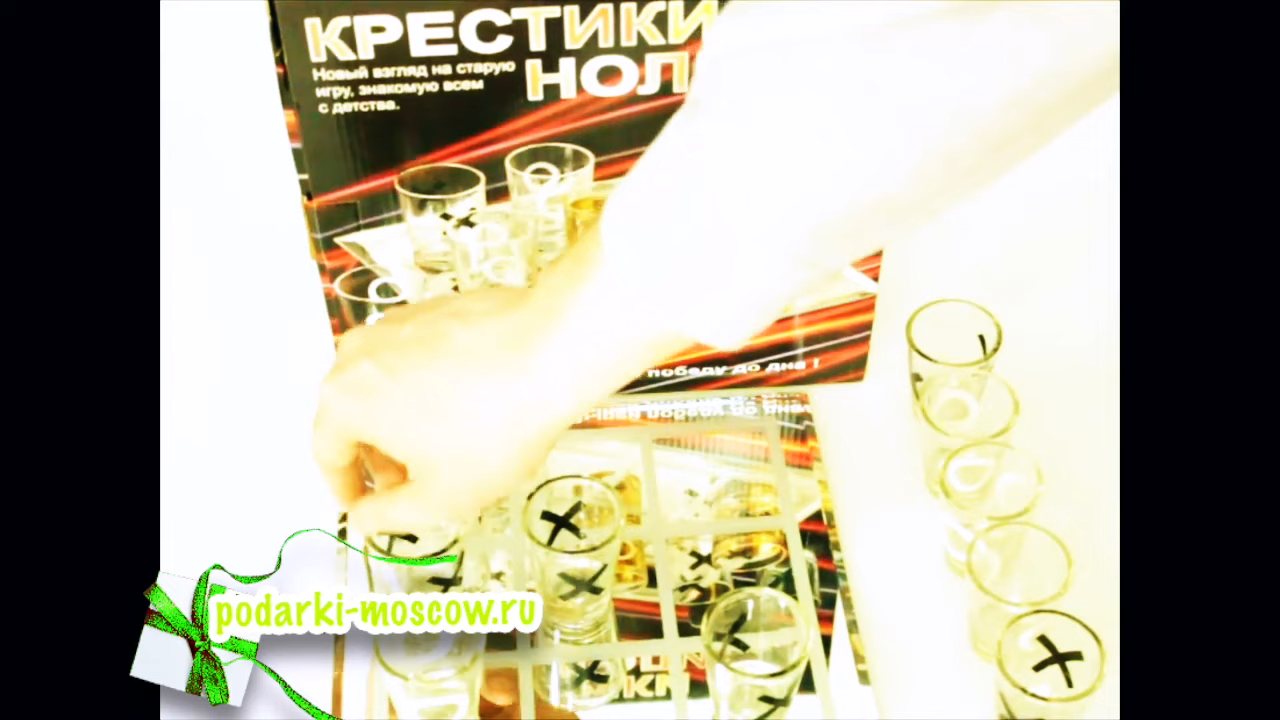 КРЕСТИКИ
НОЛ
Новый взгляд на старую
игру, знакомую всем
с детства.
победу до дна !
podarki-moscow.ru